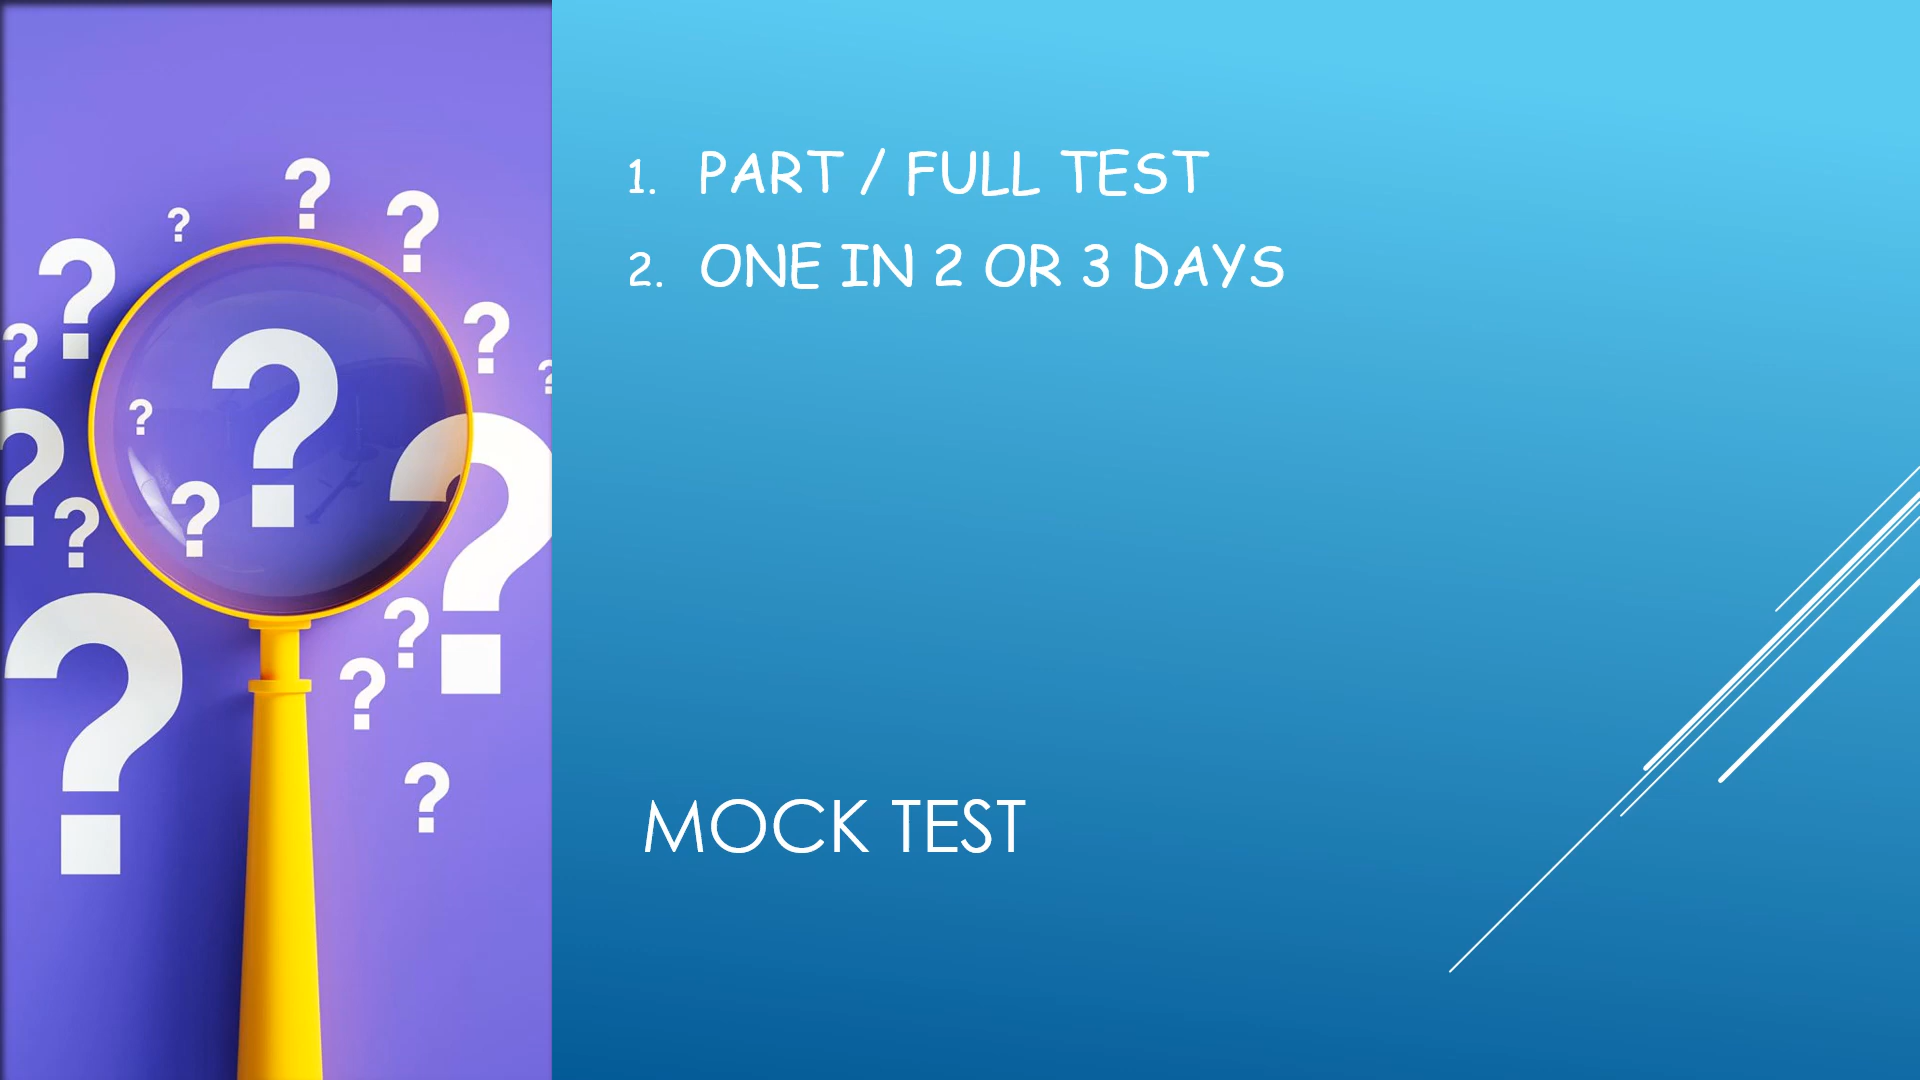 1. PART / FULL TEST
2. ONE IN 2 OR 3 DAYS
MOCK TEST